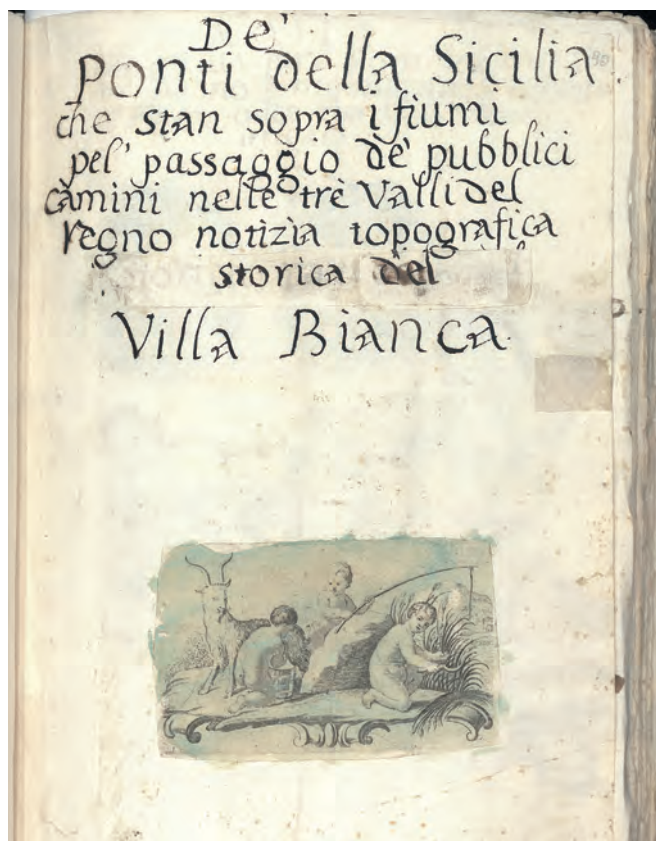 De'
Ponti della Sicilia
che stan sopra i fiumi
pel' passaggio de' pubblici
camini nelle trè Valli del
regno notizia topografica
storica del
Villa Bianca.